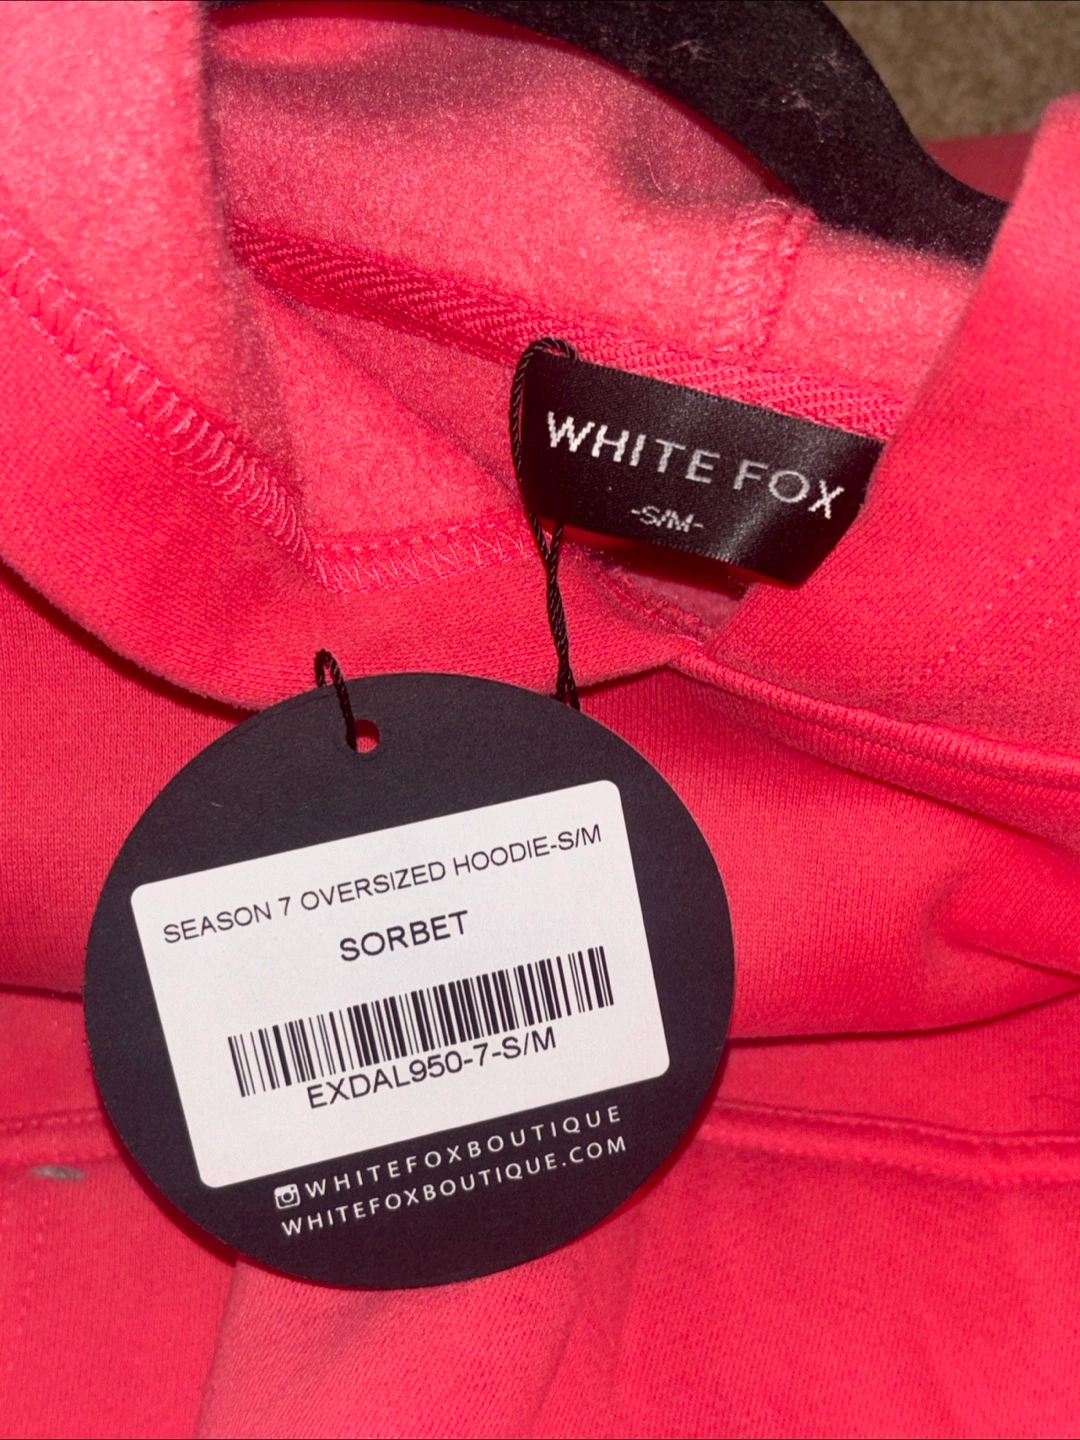 WHITE FOX
-S/M-
SEASON 7 OVERSIZED HOODIE-S/M
SORBET
EXDAL950-7-S/M
WHITEFOXBOUTIQUE
WHITEFOXBOUTIQUE.COM